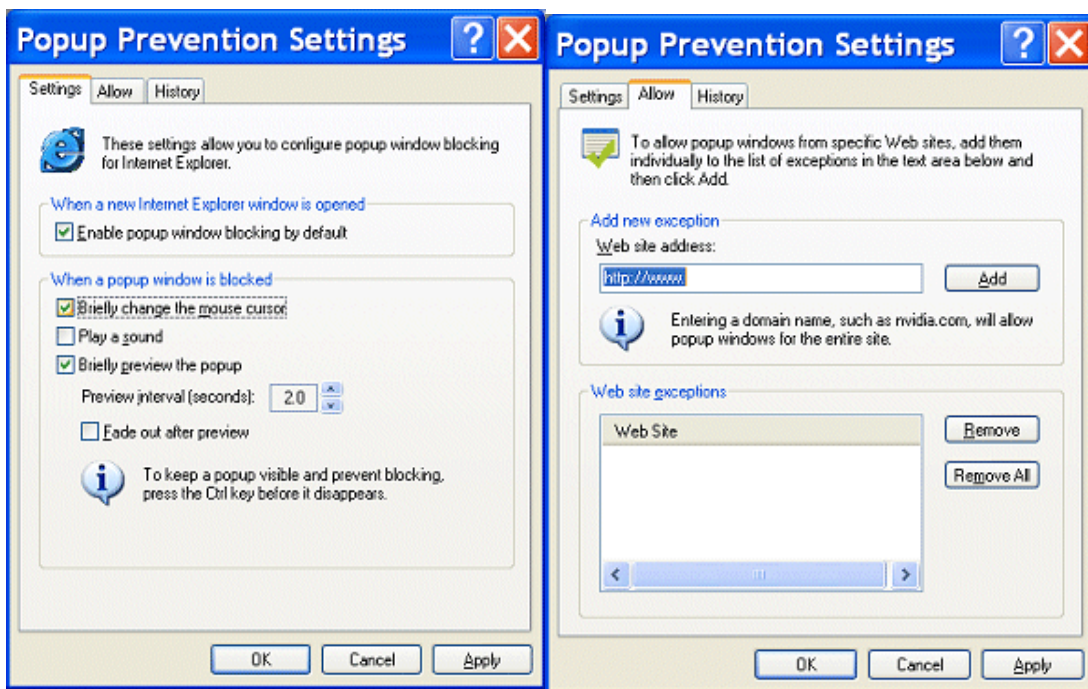 Popup Prevention Settings
Settings Allow History
These settings allow you to configure popup window blocking
for Internet Explorer.
When a new Internet Explorer window is opened
Enable popup window blocking by default
When a popup window is blocked
Briefly change the mouse cursor
Play a sound
Briefly preview the popup
Preview interval (seconds): 2.0
Fade out after preview
To keep a popup visible and prevent blocking,
press the Ctrl key before it disappears.
OK Cancel Apply
Popup Prevention Settings
Settings Allow History
To allow popup windows from specific Web sites, add them
individually to the list of exceptions in the text area below and
then click Add.
Add new exception
Web site address:
http://www. Add
Entering a domain name, such as nvidia.com, will allow
popup windows for the entire site.
Web site exceptions
Web Site
Remove
Remove All
OK Cancel Apply